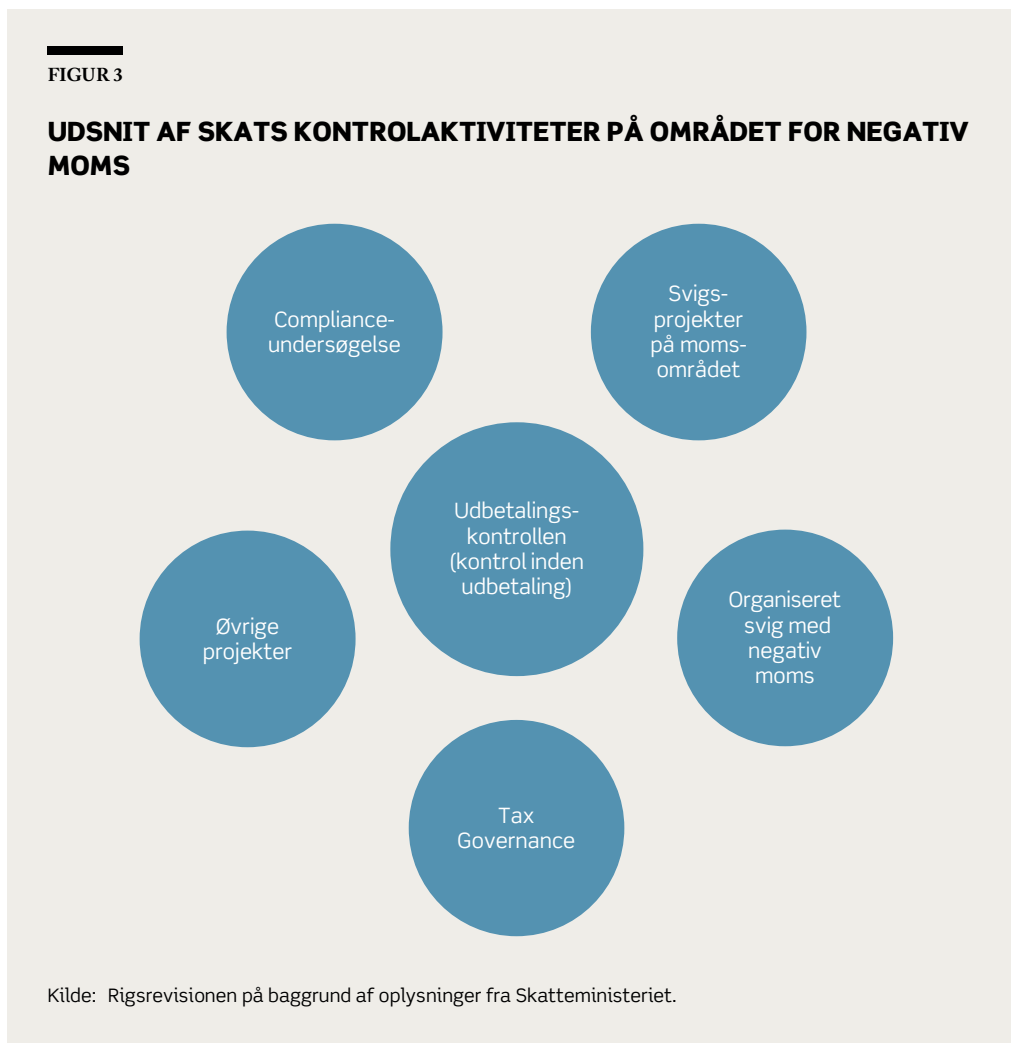 FIGUR 3
UDSNIT AF SKATS KONTROLAKTIVITETER PÅ OMRÅDET FOR NEGATIV
MOMS
Compliance-
undersøgelse
Svigs-
projekter
på moms-
området
Udbetalings-
kontrollen
(kontrol inden
udbetaling)
Øvrige
projekter
Organiseret
svig med
negativ
moms
Tax
Governance
Kilde: Rigsrevisionen på baggrund af oplysninger fra Skatteministeriet.